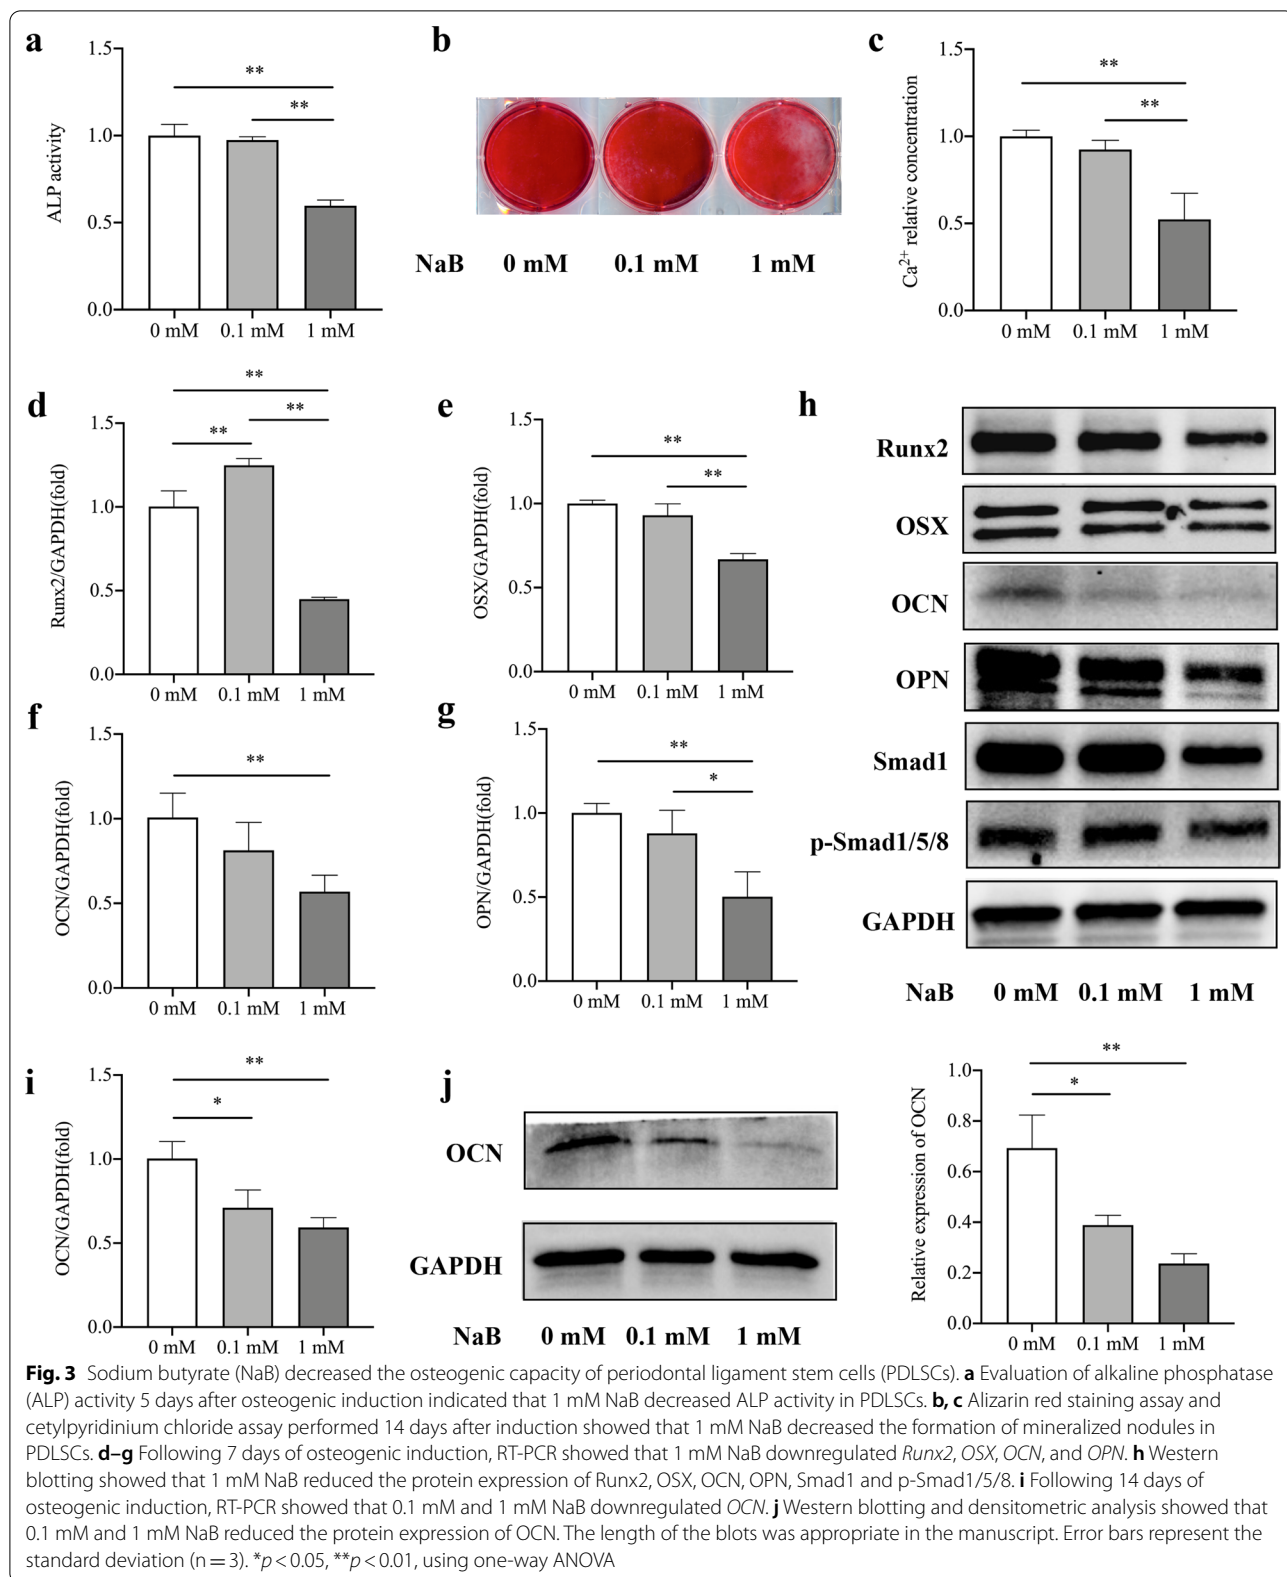 a
1.5
1.0
0.5
0.0
ALP activity
**
**
0 mM 0.1 mM 1 mM
b
NaB 0 mM 0.1 mM 1 mM
c
1.5
1.0
0.5
0.0
Ca2+ relative concentration
**
**
0 mM 0.1 mM 1 mM
d
1.5
1.0
0.5
0.0
Runx2/GAPDH(fold)
**
**
**
0 mM 0.1 mM 1 mM
e
1.5
1.0
0.5
0.0
OSX/GAPDH(fold)
**
**
0 mM 0.1 mM 1 mM
f
1.5
1.0
0.5
0.0
OCN/GAPDH(fold)
**
0 mM 0.1 mM 1 mM
g
1.5
1.0
0.5
0.0
OPN/GAPDH(fold)
**
*
0 mM 0.1 mM 1 mM
h
Runx2
OSX
OCN
OPN
Smad1
p-Smad1/5/8
GAPDH
NaB 0 mM 0.1 mM 1 mM
i
1.5
1.0
0.5
0.0
OCN/GAPDH(fold)
**
*
0 mM 0.1 mM 1 mM
j
OCN
GAPDH
NaB 0 mM 0.1 mM 1 mM
1.0
0.8
0.6
0.4
0.2
0.0
Relative expression of OCN
**
*
0 mM 0.1 mM 1 mM
Fig. 3 Sodium butyrate (NaB) decreased the osteogenic capacity of periodontal ligament stem cells (PDLSCs). a Evaluation of alkaline phosphatase
(ALP) activity 5 days after osteogenic induction indicated that 1 mM NaB decreased ALP activity in PDLSCs. b, c Alizarin red staining assay and
cetylpyridinium chloride assay performed 14 days after induction showed that 1 mM NaB decreased the formation of mineralized nodules in
PDLSCs. d–g Following 7 days of osteogenic induction, RT-PCR showed that 1 mM NaB downregulated Runx2, OSX, OCN, and OPN. h Western
blotting showed that 1 mM NaB reduced the protein expression of Runx2, OSX, OCN, OPN, Smad1 and p-Smad1/5/8. i Following 14 days of
osteogenic induction, RT-PCR showed that 0.1 mM and 1 mM NaB downregulated OCN. j Western blotting and densitometric analysis showed that
0.1 mM and 1 mM NaB reduced the protein expression of OCN. The length of the blots was appropriate in the manuscript. Error bars represent the
standard deviation (n = 3). *p < 0.05, **p < 0.01, using one-way ANOVA